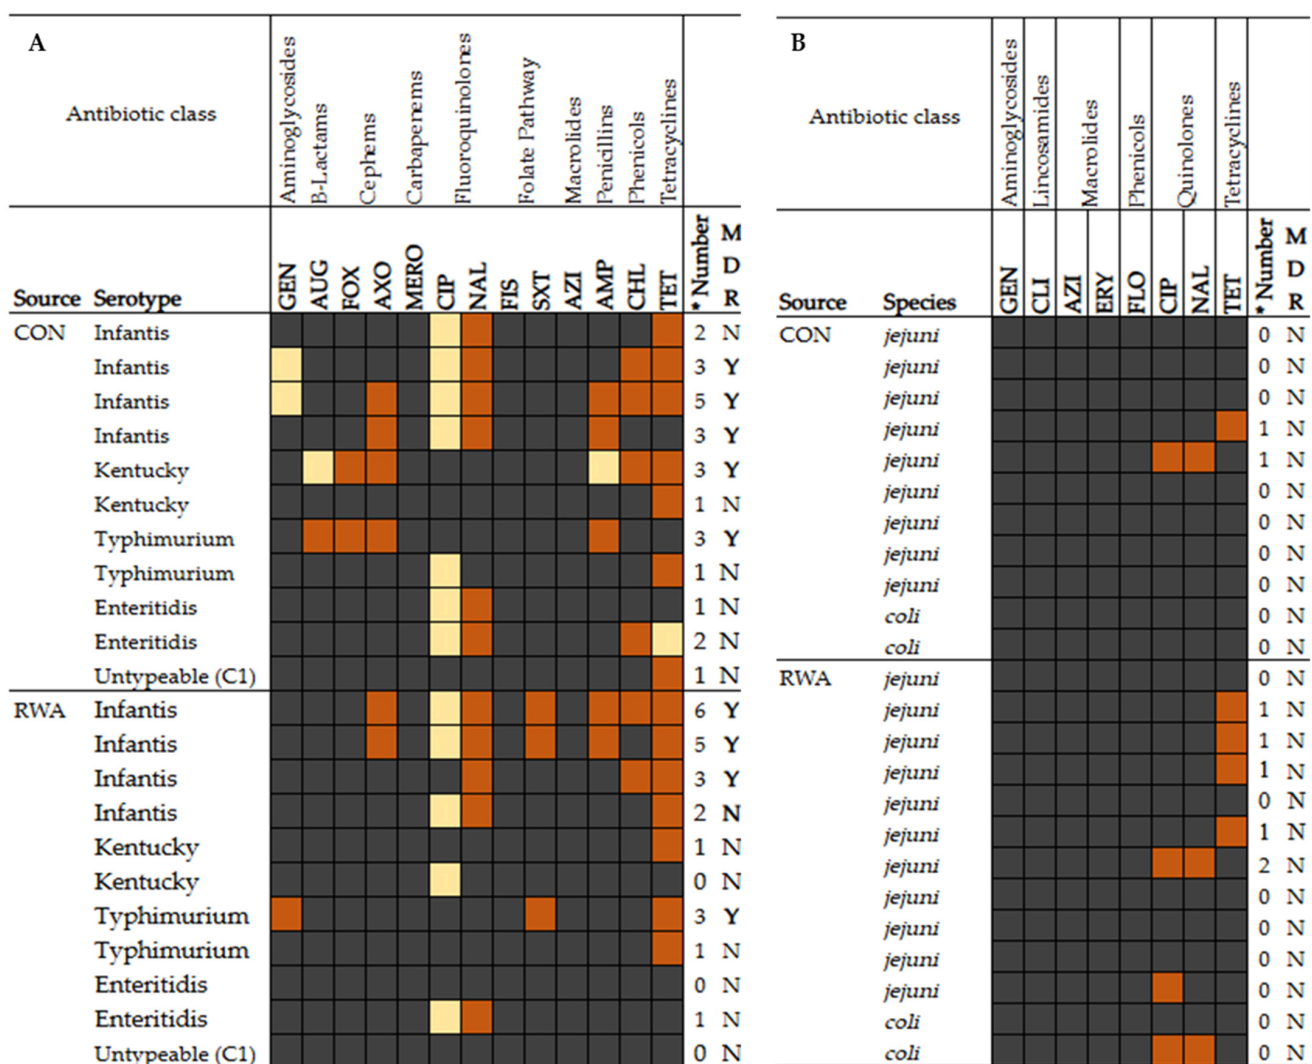 A
Antibiotic class
Aminoglycosides
B-Lactams
Cephems
Carbapenems
Fluoroquinolones
Folate Pathway
Macrolides
Penicillins
Phenicols
Tetracyclines
Source Serotype GEN AUG FOX AXO MERO CIP NAL FIS SXT AZI AMP CHL TET * Number MDR
CON Infantis 2 N
Infantis 3 Y
Infantis 5 Y
Infantis 3 Y
Kentucky 3 Y
Kentucky 1 N
Typhimurium 3 Y
Typhimurium 1 N
Enteritidis 1 N
Enteritidis 2 N
Untypeable (C1) 1 N
RWA Infantis 6 Y
Infantis 5 Y
Infantis 3 Y
Infantis 2 N
Kentucky 1 N
Kentucky 0 N
Typhimurium 3 Y
Typhimurium 1 N
Enteritidis 0 N
Enteritidis 1 N
Untypeable (C1) 0 N
B
Antibiotic class
Aminoglycosides
Lincosamides
Macrolides
Phenicols
Quinolones
Tetracyclines
Source Species GEN CLI AZI ERY FLO CIP NAL TET * Number MDR
CON jejuni 0 N
jejuni 0 N
jejuni 0 N
jejuni 1 N
jejuni 1 N
jejuni 0 N
jejuni 0 N
jejuni 0 N
jejuni 0 N
coli 0 N
coli 0 N
RWA jejuni 0 N
jejuni 1 N
jejuni 1 N
jejuni 1 N
jejuni 0 N
jejuni 1 N
jejuni 2 N
jejuni 0 N
jejuni 0 N
jejuni 0 N
jejuni 0 N
coli 0 N
coli 0 N